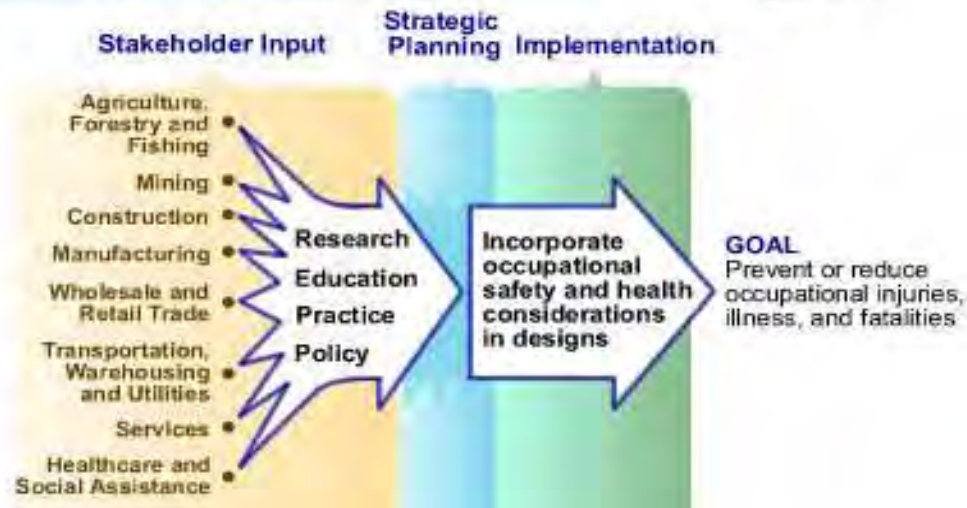 Stakeholder Input
Strategic
Planning
Implementation
Agriculture,
Forestry and
Fishing
Mining
Construction
Manufacturing
Wholesale and
Retail Trade
Transportation,
Warehousing
and Utilities
Services
Healthcare and
Social Assistance
Research
Education
Practice
Policy
Incorporate
occupational
safety and health
considerations
in designs
GOAL
Prevent or reduce
occupational injuries,
illness, and fatalities